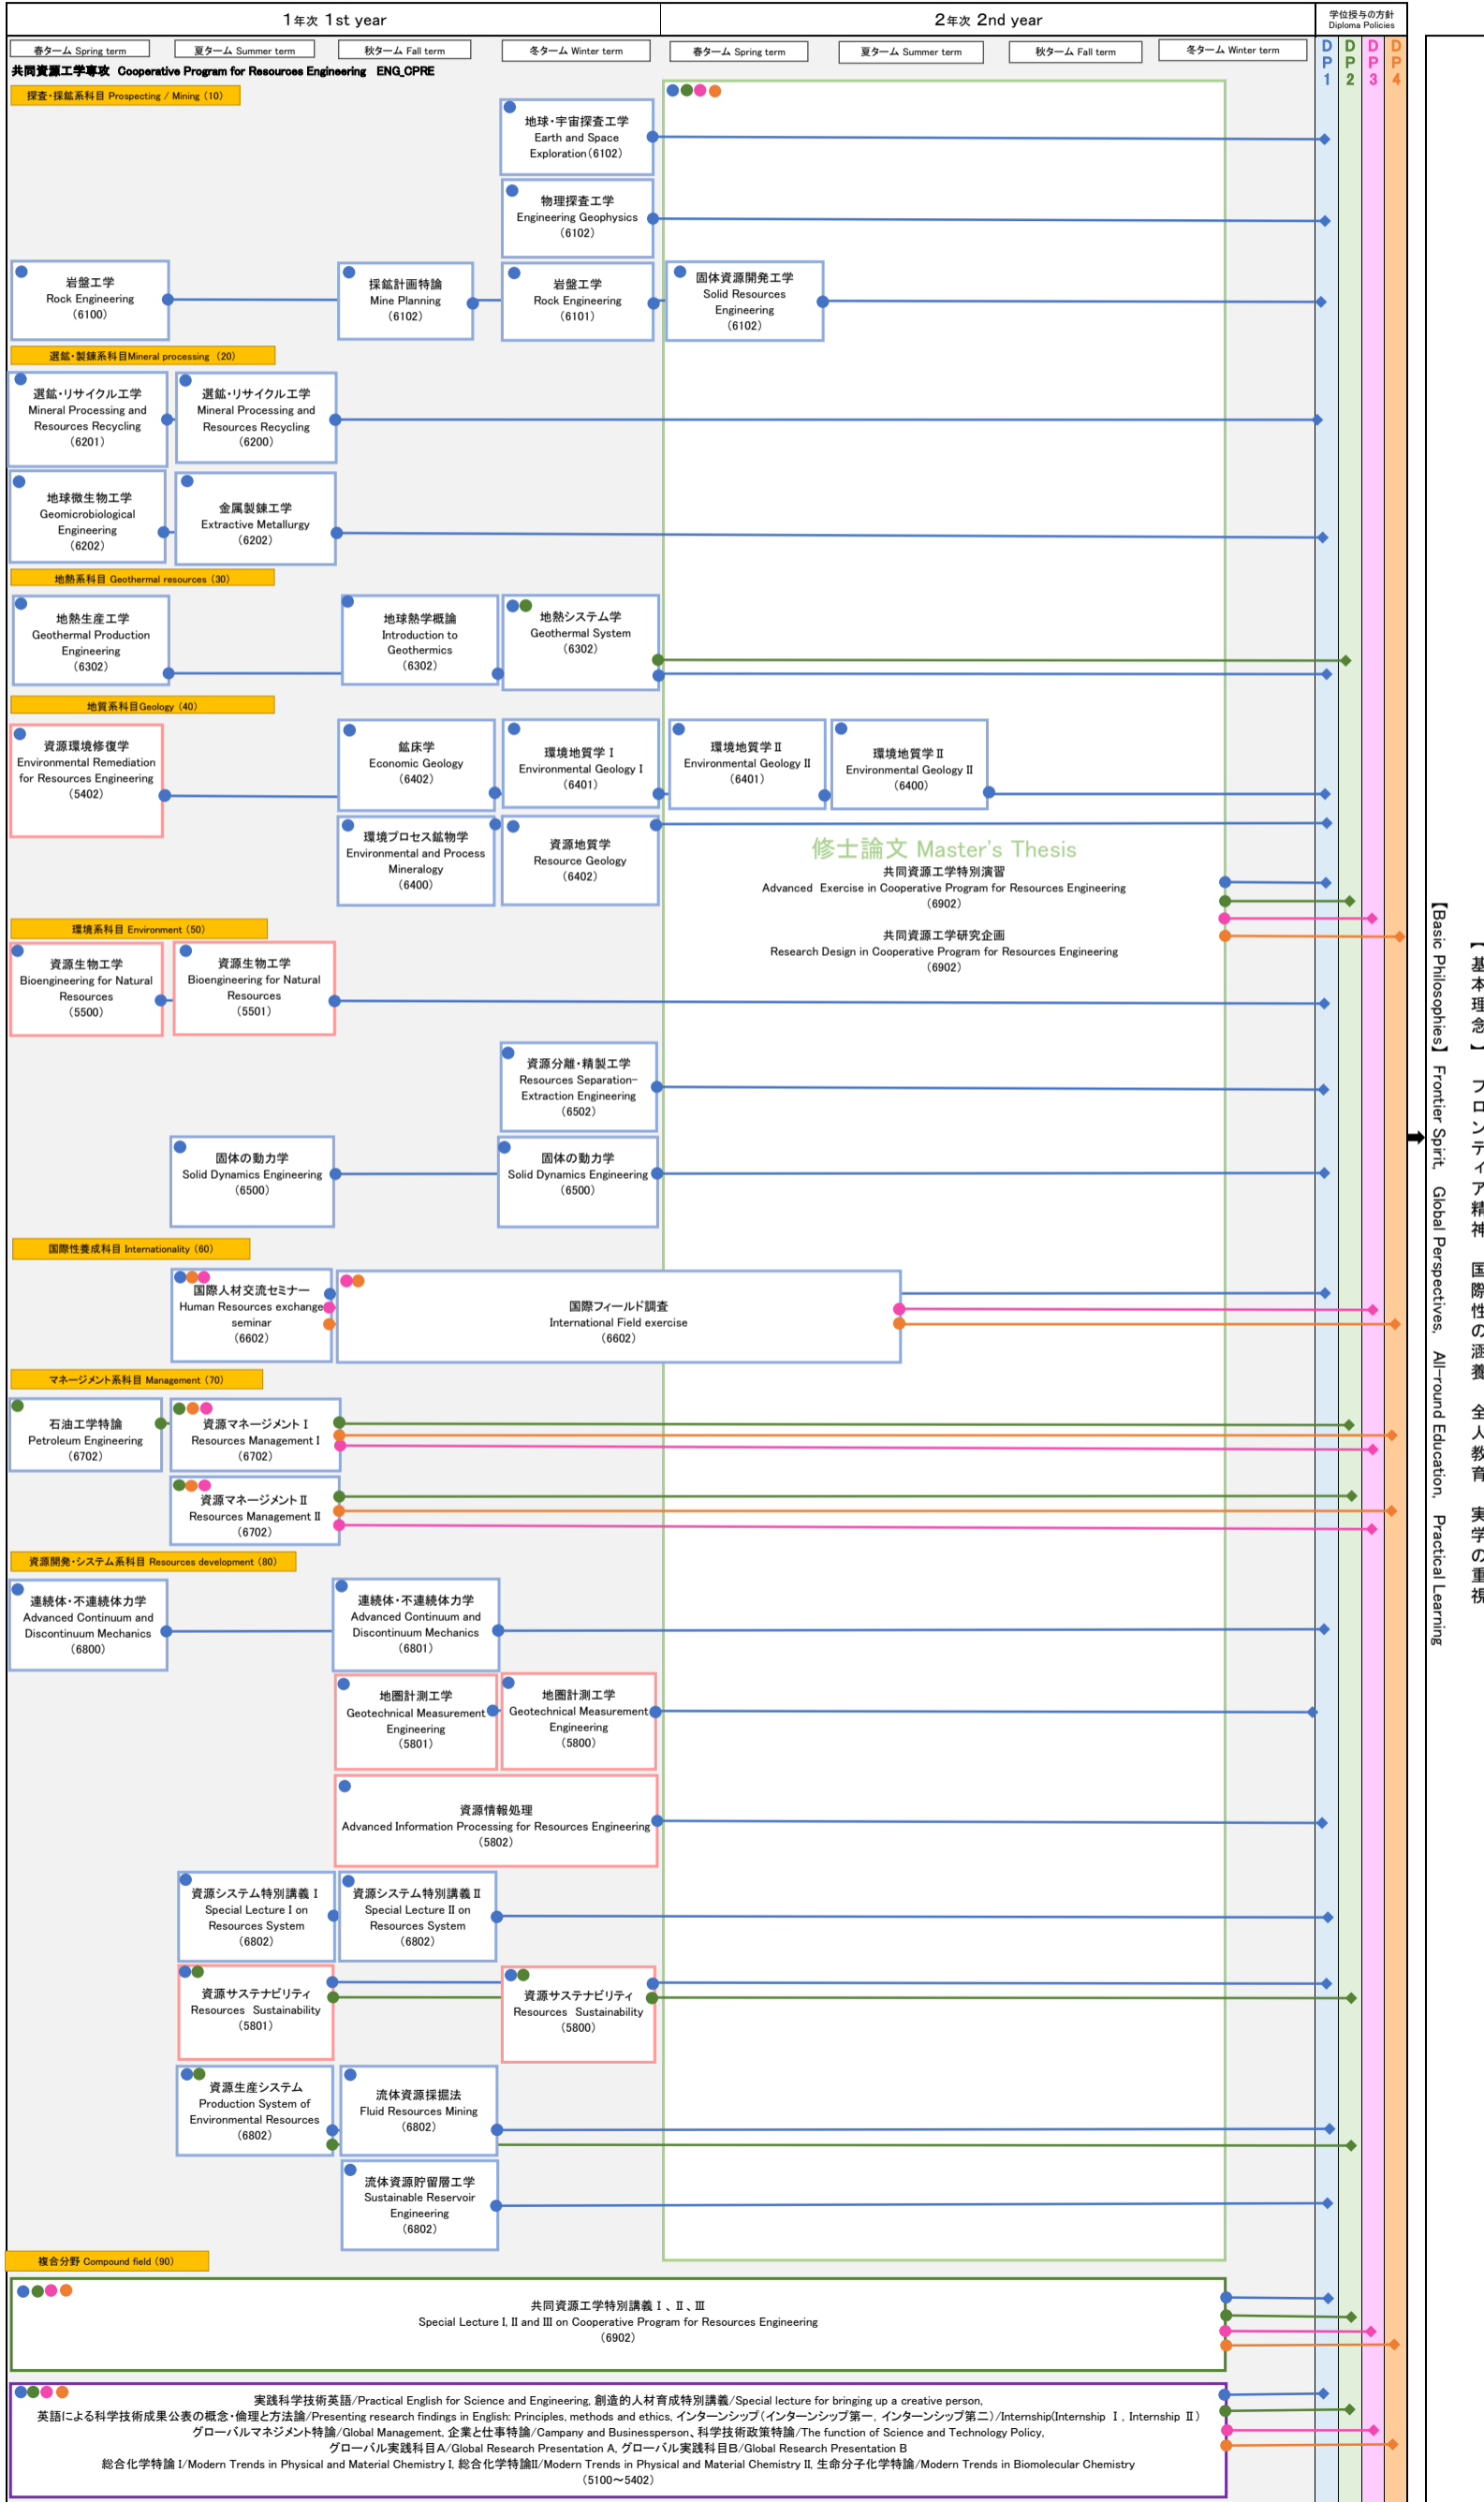 1年次 1st year
2年次 2nd year
学位授与の方針
Diploma Policies
春ターム Spring term
夏ターム Summer term
秋ターム Fall term
冬ターム Winter term
春ターム Spring term
夏ターム Summer term
秋ターム Fall term
冬ターム Winter term
DP1
DP2
DP3
DP4
共同資源工学専攻 Cooperative Program for Resources Engineering ENG_CPRE
探査・採鉱系科目 Prospecting / Mining (10)
地球・宇宙探査工学
Earth and Space
Exploration(6102)
物理探査工学
Engineering Geophysics
(6102)
岩盤工学
Rock Engineering
(6100)
採鉱計画特論
Mine Planning
(6102)
岩盤工学
Rock Engineering
(6101)
固体資源開発工学
Solid Resources
Engineering
(6102)
選鉱・製錬系科目Mineral processing (20)
選鉱・リサイクル工学
Mineral Processing and
Resources Recycling
(6201)
選鉱・リサイクル工学
Mineral Processing and
Resources Recycling
(6200)
地球微生物工学
Geomicrobiological
Engineering
(6202)
金属製錬工学
Extractive Metallurgy
(6202)
地熱系科目 Geothermal resources (30)
地熱生産工学
Geothermal Production
Engineering
(6302)
地球熱学概論
Introduction to
Geothermics
(6302)
地熱システム学
Geothermal System
(6302)
地質系科目Geology (40)
資源環境修復学
Environmental Remediation
for Resources Engineering
(5402)
鉱床学
Economic Geology
(6402)
環境地質学Ⅰ
Environmental Geology I
(6401)
環境地質学Ⅱ
Environmental Geology II
(6401)
環境地質学Ⅱ
Environmental Geology II
(6400)
環境プロセス鉱物学
Environmental and Process
Mineralogy
(6400)
資源地質学
Resource Geology
(6402)
修士論文 Master's Thesis
共同資源工学特別演習
Advanced Exercise in Cooperative Program for Resources Engineering
(6902)
共同資源工学研究企画
Research Design in Cooperative Program for Resources Engineering
(6902)
環境系科目 Environment (50)
資源生物工学
Bioengineering for Natural
Resources
(5500)
資源生物工学
Bioengineering for Natural
Resources
(5501)
資源分離・精製工学
Resources Separation-
Extraction Engineering
(6502)
固体の動力学
Solid Dynamics Engineering
(6500)
固体の動力学
Solid Dynamics Engineering
(6500)
国際性養成科目 Internationality (60)
国際人材交流セミナー
Human Resources exchange
seminar
(6602)
国際フィールド調査
International Field exercise
(6602)
マネージメント系科目 Management (70)
石油工学特論
Petroleum Engineering
(6702)
資源マネージメントⅠ
Resources Management I
(6702)
資源マネージメントⅡ
Resources Management II
(6702)
資源開発・システム系科目 Resources development (80)
連続体・不連続体力学
Advanced Continuum and
Discontinuum Mechanics
(6800)
連続体・不連続体力学
Advanced Continuum and
Discontinuum Mechanics
(6801)
地圏計測工学
Geotechnical Measurement
Engineering
(5801)
地圏計測工学
Geotechnical Measurement
Engineering
(5800)
資源情報処理
Advanced Information Processing for Resources Engineering
(5802)
資源システム特別講義Ⅰ
Special Lecture I on
Resources System
(6802)
資源システム特別講義Ⅱ
Special Lecture II on
Resources System
(6802)
資源サステナビリティ
Resources Sustainability
(5801)
資源サステナビリティ
Resources Sustainability
(5800)
資源生産システム
Production System of
Environmental Resources
(6802)
流体資源採掘法
Fluid Resources Mining
(6802)
流体資源貯留層工学
Sustainable Reservoir
Engineering
(6802)
複合分野 Compound field (90)
共同資源工学特別講義Ⅰ、Ⅱ、Ⅲ
Special Lecture I, II and III on Cooperative Program for Resources Engineering
(6902)
実践科学技術英語/Practical English for Science and Engineering, 創造的人材育成特別講義/Special lecture for bringing up a creative person,
英語による科学技術成果公表の概念・倫理と方法論/Presenting research findings in English: Principles, methods and ethics, インターンシップ(インターンシップ第一, インターンシップ第二)/Internship(Internship Ⅰ, Internship Ⅱ)
グローバルマネジメント特論/Global Management, 企業と仕事特論/Campany and Businessperson、科学技術政策特論/The function of Science and Technology Policy,
グローバル実践科目A/Global Research Presentation A, グローバル実践科目B/Global Research Presentation B
総合化学特論 I/Modern Trends in Physical and Material Chemistry I, 総合化学特論II/Modern Trends in Physical and Material Chemistry II, 生命分子化学特論/Modern Trends in Biomolecular Chemistry
(5100～5402)
【基本理念】 フロンティア精神 国際性の涵養 全人教育 実学の重視
【Basic Philosophies】 Frontier Spirit, Global Perspectives, All-round Education, Practical Learning